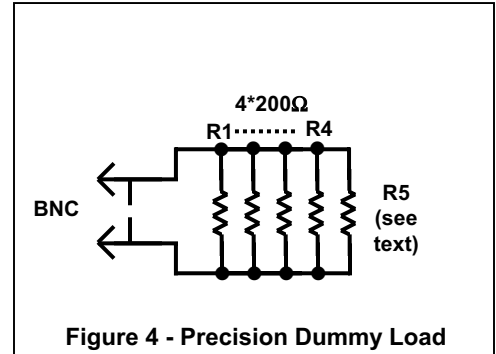 4*200Ω
R1........ R4
BNC
R5
(see
text)
Figure 4 - Precision Dummy Load